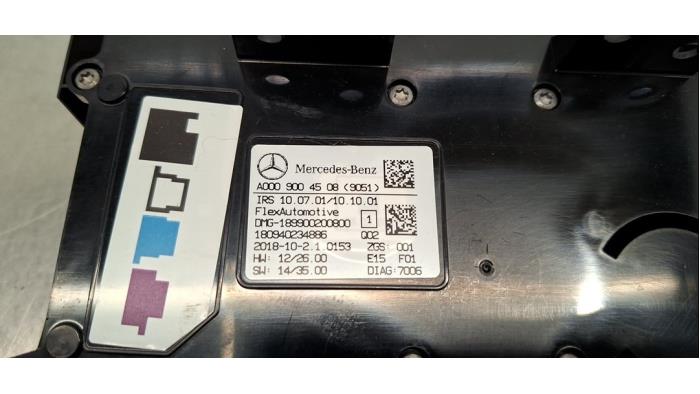 Mercedes-Benz
A000 900 45 08 (9051)
IRS 10.07.01/10.10.01
FlexAutomotive
DMG-189900200800 1
180940234886 Q02
2018-10-2.1.0153 ZGS: 001
HW: 12/26.00 E15 F01
SW: 14/35.00 DIAG:7006